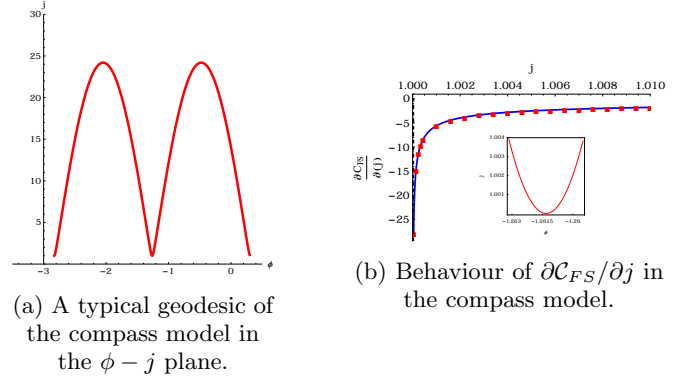 j
30
25
20
15
10
5
−3
−2
−1
0
ϕ
(a) A typical geodesic of
the compass model in
the ϕ − j plane.
j
1.000 1.002 1.004 1.006 1.008 1.010
0
−5
−10
−15
−20
−25
∂C_FS
∂(j)
1.004
1.003
1.002
1.001
j
−1.263 −1.2615 −1.26
ϕ
(b) Behaviour of ∂𝒞_FS/∂j in
the compass model.